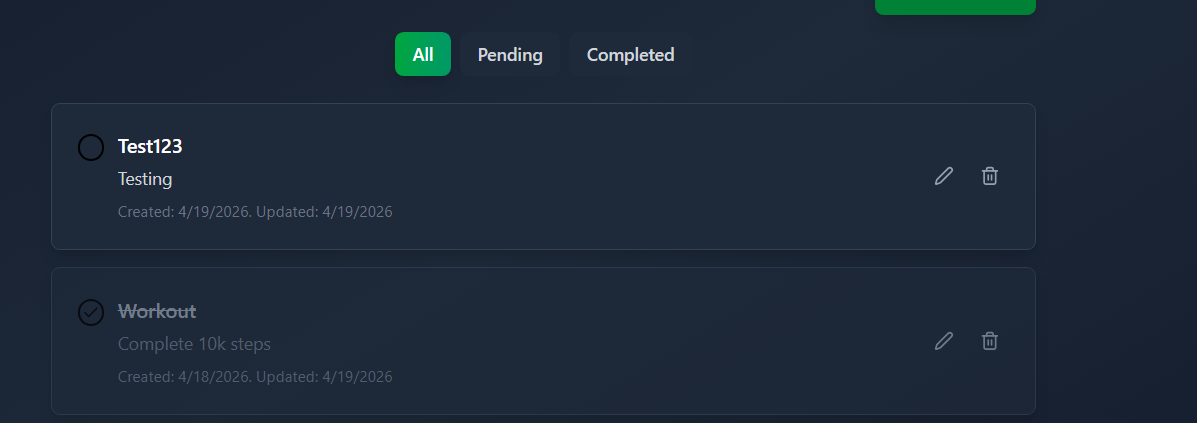 All
Pending
Completed
Test123
Testing
Created: 4/19/2026. Updated: 4/19/2026
Workout
Complete 10k steps
Created: 4/18/2026. Updated: 4/19/2026